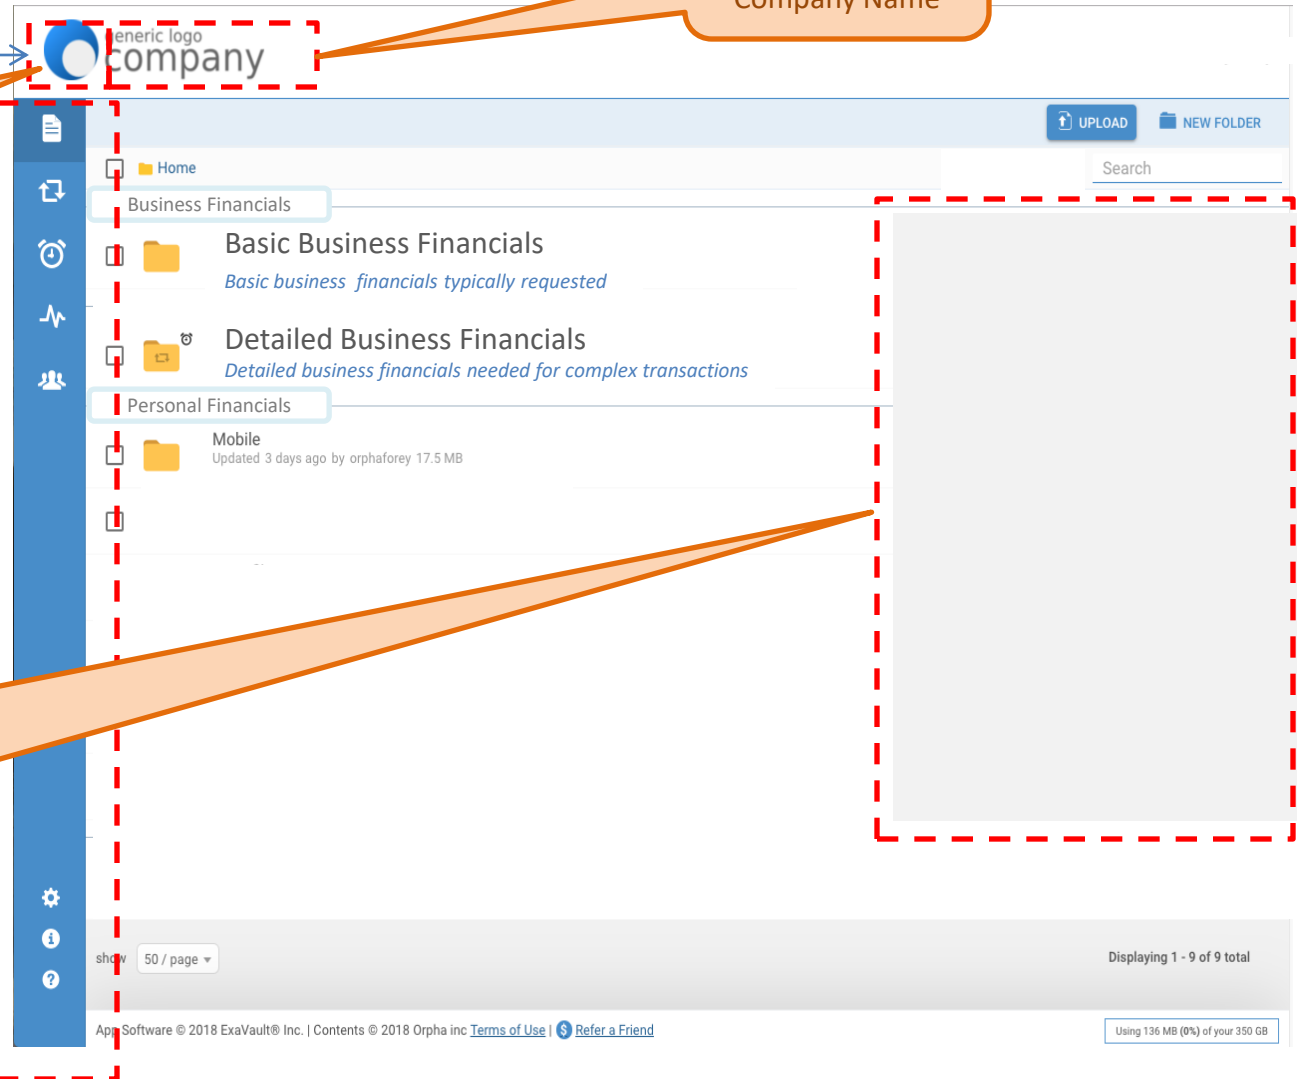 Company Name
generic logo
company
UPLOAD
NEW FOLDER
Home
Search
Business Financials
Basic Business Financials
Basic business financials typically requested
Detailed Business Financials
Detailed business financials needed for complex transactions
Personal Financials
Mobile
Updated 3 days ago by orphaforey 17.5 MB
show 50 / page
Displaying 1 - 9 of 9 total
App Software © 2018 ExaVault® Inc. | Contents © 2018 Orpha inc Terms of Use | $ Refer a Friend
Using 136 MB (0%) of your 350 GB